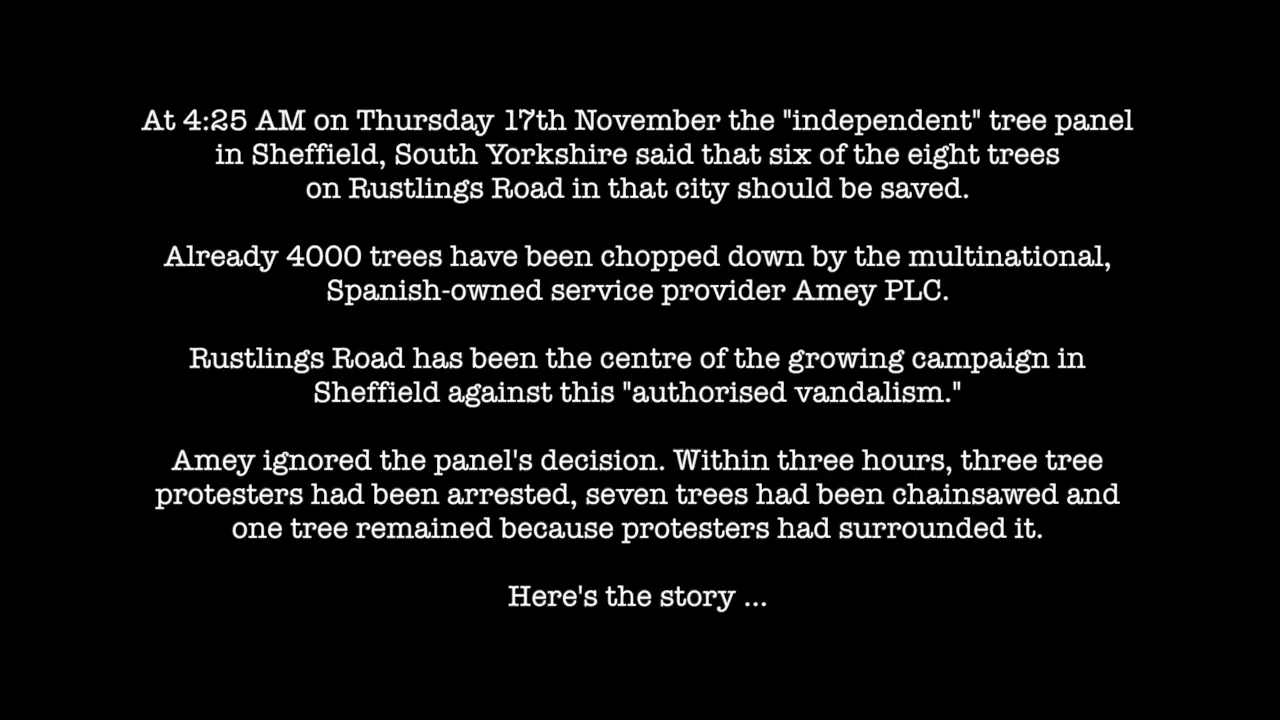 At 4:25 AM on Thursday 17th November the "independent" tree panel
in Sheffield, South Yorkshire said that six of the eight trees
on Rustlings Road in that city should be saved.
Already 4000 trees have been chopped down by the multinational,
Spanish-owned service provider Amey PLC.
Rustlings Road has been the centre of the growing campaign in
Sheffield against this "authorised vandalism."
Amey ignored the panel's decision. Within three hours, three tree
protesters had been arrested, seven trees had been chainsawed and
one tree remained because protesters had surrounded it.
Here's the story ...